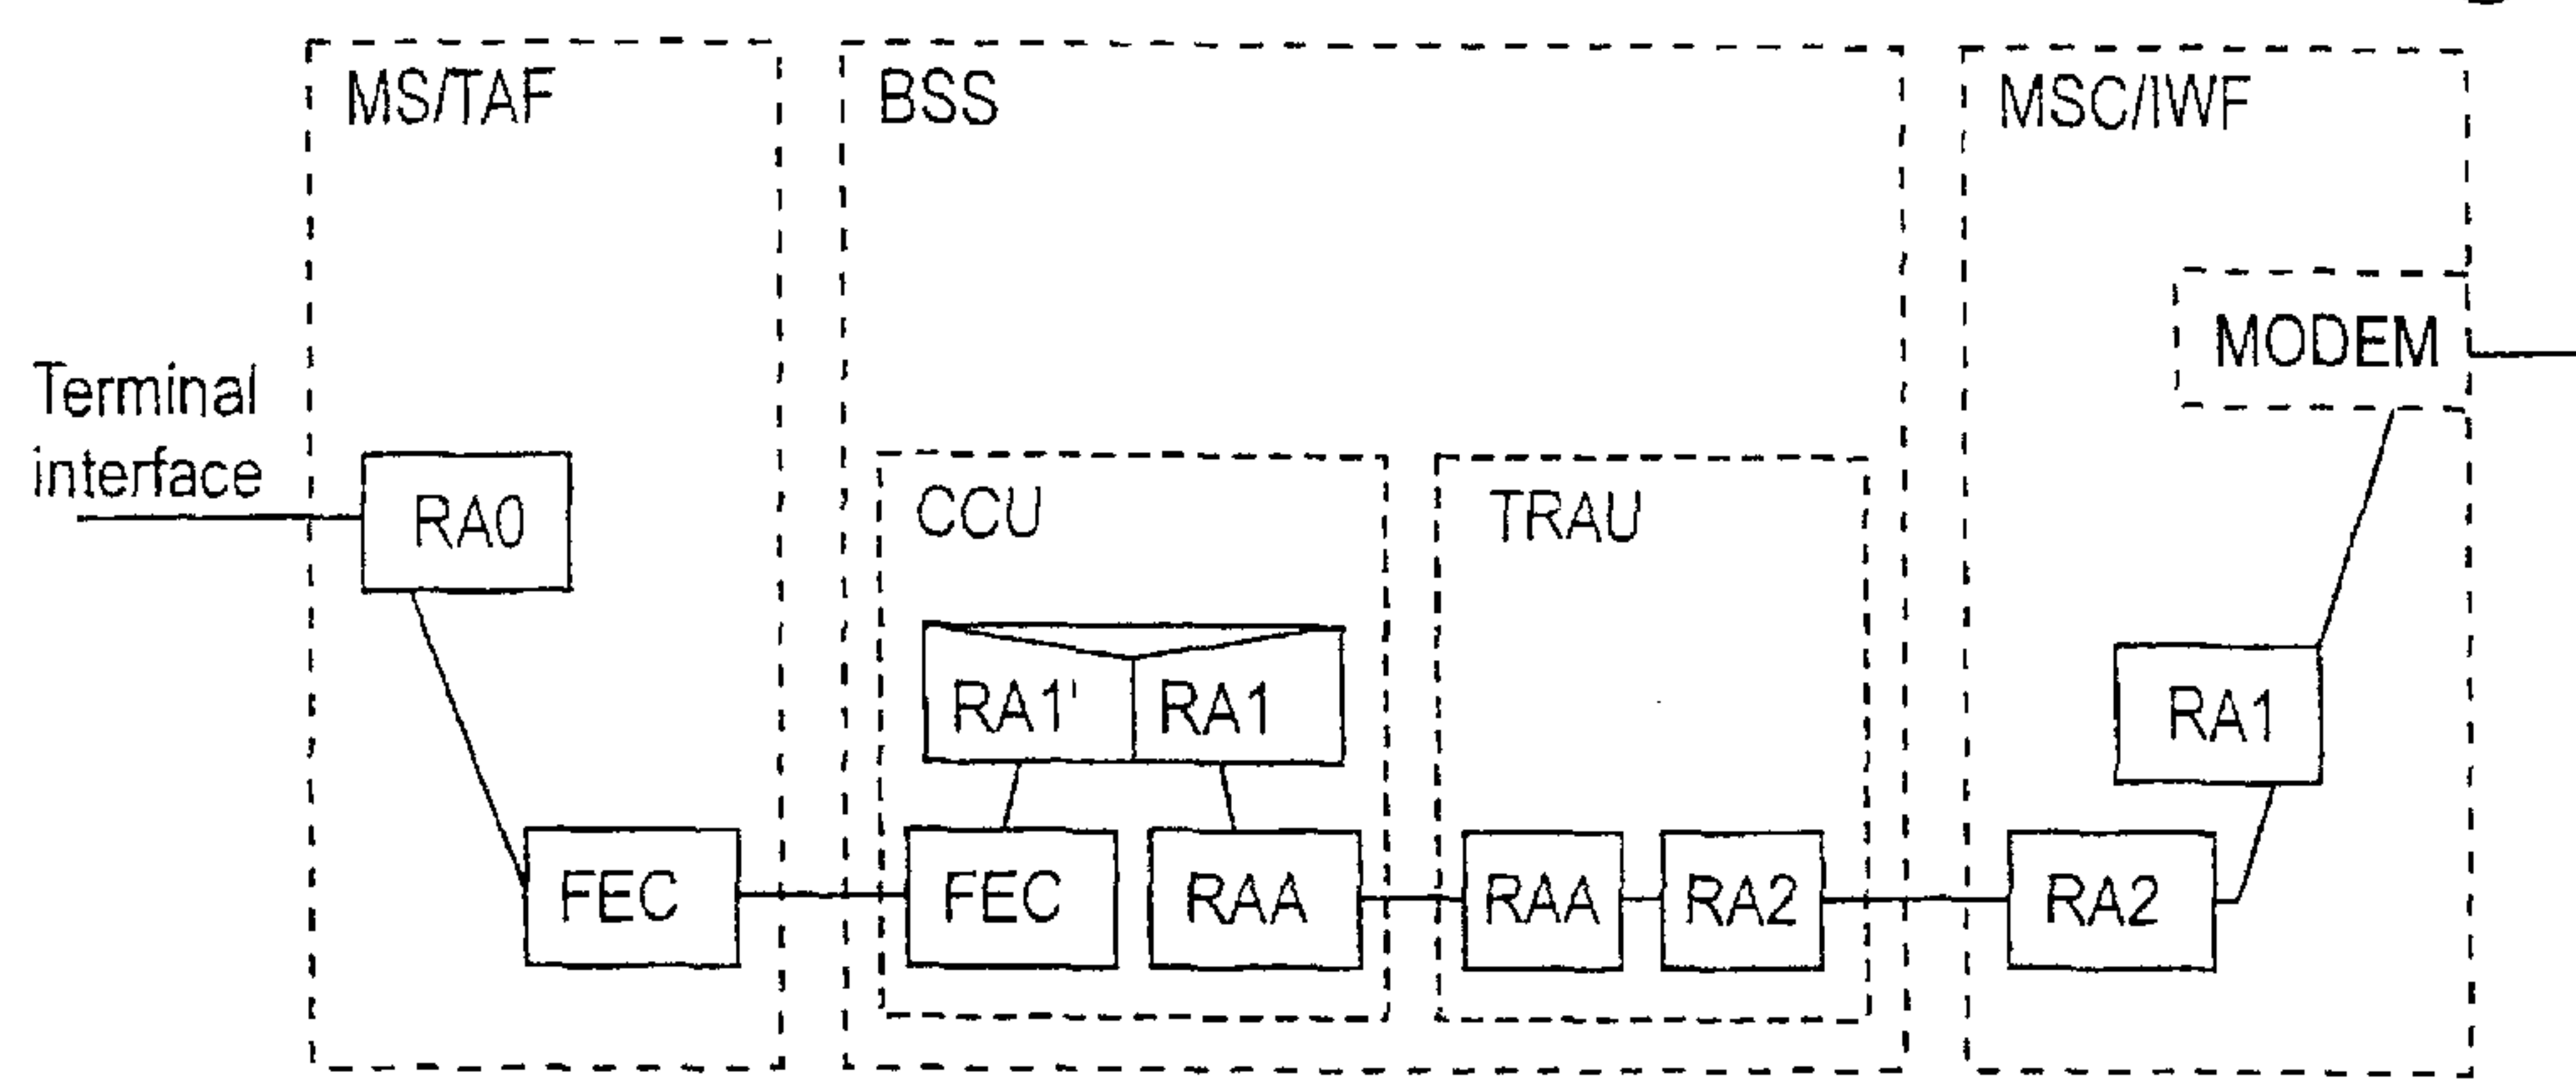 MS/TAF
BSS
MSC/IWF
MODEM
Terminal
interface
RA0
CCU
TRAU
RA1'
RA1
RA1
FEC
FEC
RAA
RAA
RA2
RA2